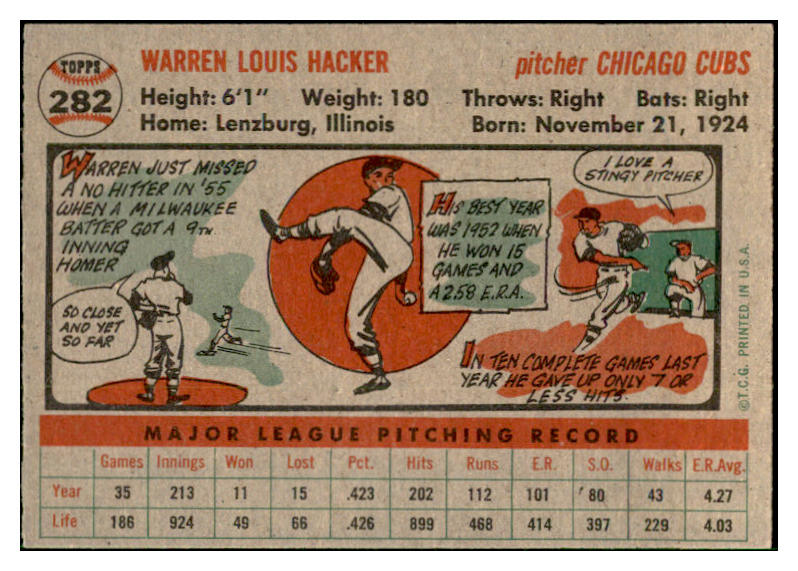 TOPPS
282
WARREN LOUIS HACKER
pitcher CHICAGO CUBS
Height: 6'1" Weight: 180 Throws: Right Bats: Right
Home: Lenzburg, Illinois Born: November 21, 1924
WARREN JUST MISSED
A NO HITTER IN '55
WHEN A MILWAUKEE
BATTER GOT A 9TH
INNING
HOMER
SO CLOSE
AND YET
SO FAR
HIS BEST YEAR
WAS 1952 WHEN
HE WON 15
GAMES AND
A 2.58 E.R.A.
I LOVE A
STINGY PITCHER
IN TEN COMPLETE GAMES LAST
YEAR HE GAVE UP ONLY 7 OR
LESS HITS.
©T.C.G. PRINTED IN U.S.A.
MAJOR LEAGUE PITCHING RECORD
Games Innings Won Lost Pct. Hits Runs E.R. S.O. Walks E.R.Avg.
Year 35 213 11 15 .423 202 112 101 80 43 4.27
Life 186 924 49 66 .426 899 468 414 397 229 4.03